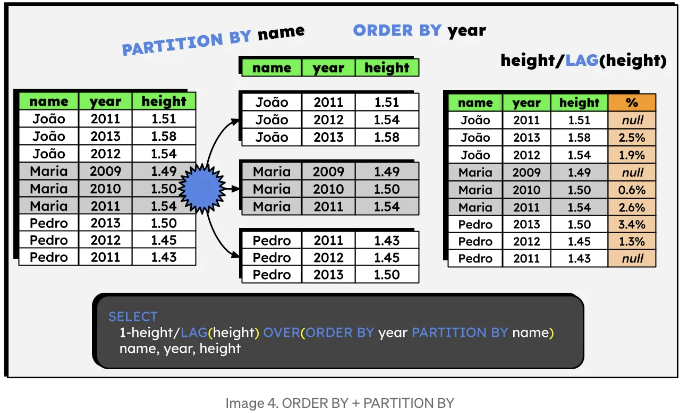 PARTITION BY name
ORDER BY year
height/LAG(height)
name year height
João 2011 1.51
João 2013 1.58
João 2012 1.54
Maria 2009 1.49
Maria 2010 1.50
Maria 2011 1.54
Pedro 2013 1.50
Pedro 2012 1.45
Pedro 2011 1.43
name year height
João 2011 1.51
João 2012 1.54
João 2013 1.58
Maria 2009 1.49
Maria 2010 1.50
Maria 2011 1.54
Pedro 2011 1.43
Pedro 2012 1.45
Pedro 2013 1.50
name year height %
João 2011 1.51 null
João 2013 1.58 2.5%
João 2012 1.54 1.9%
Maria 2009 1.49 null
Maria 2010 1.50 0.6%
Maria 2011 1.54 2.6%
Pedro 2013 1.50 3.4%
Pedro 2012 1.45 1.3%
Pedro 2011 1.43 null
SELECT
1-height/LAG(height) OVER(ORDER BY year PARTITION BY name)
name, year, height
Image 4. ORDER BY + PARTITION BY